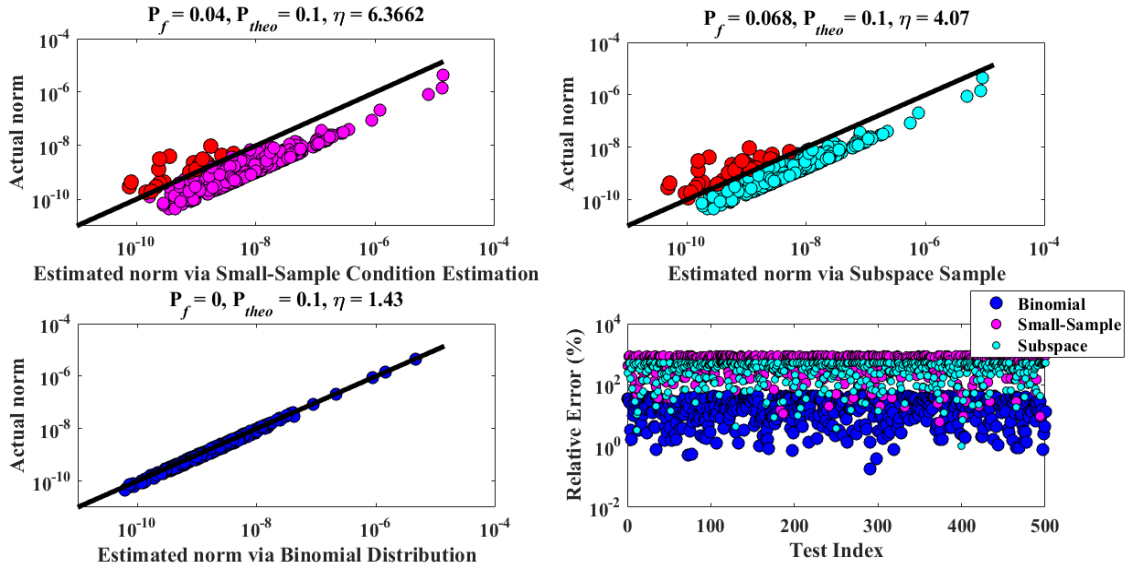 P_f = 0.04, P_theo = 0.1, η = 6.3662
10^-4
10^-6
10^-8
10^-10
Actual norm
10^-10 10^-8 10^-6 10^-4
Estimated norm via Small-Sample Condition Estimation
P_f = 0.068, P_theo = 0.1, η = 4.07
10^-4
10^-6
10^-8
10^-10
Actual norm
10^-10 10^-8 10^-6 10^-4
Estimated norm via Subspace Sample
P_f = 0, P_theo = 0.1, η = 1.43
10^-4
10^-6
10^-8
10^-10
Actual norm
10^-10 10^-8 10^-6 10^-4
Estimated norm via Binomial Distribution
Binomial
Small-Sample
Subspace
10^4
10^2
10^0
10^-2
Relative Error (%)
0 100 200 300 400 500
Test Index